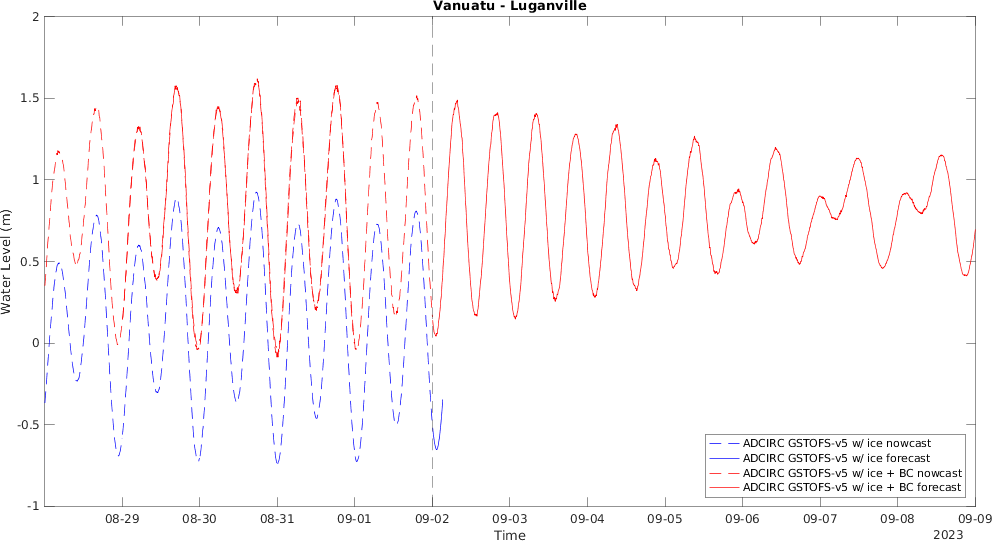 Vanuatu - Luganville
2
1.5
1
0.5
0
-0.5
-1
Water Level (m)
08-29 08-30 08-31 09-01 09-02 09-03 09-04 09-05 09-06 09-07 09-08 09-09
Time
2023
ADCIRC GSTOFS-v5 w/ ice nowcast
ADCIRC GSTOFS-v5 w/ ice forecast
ADCIRC GSTOFS-v5 w/ ice + BC nowcast
ADCIRC GSTOFS-v5 w/ ice + BC forecast